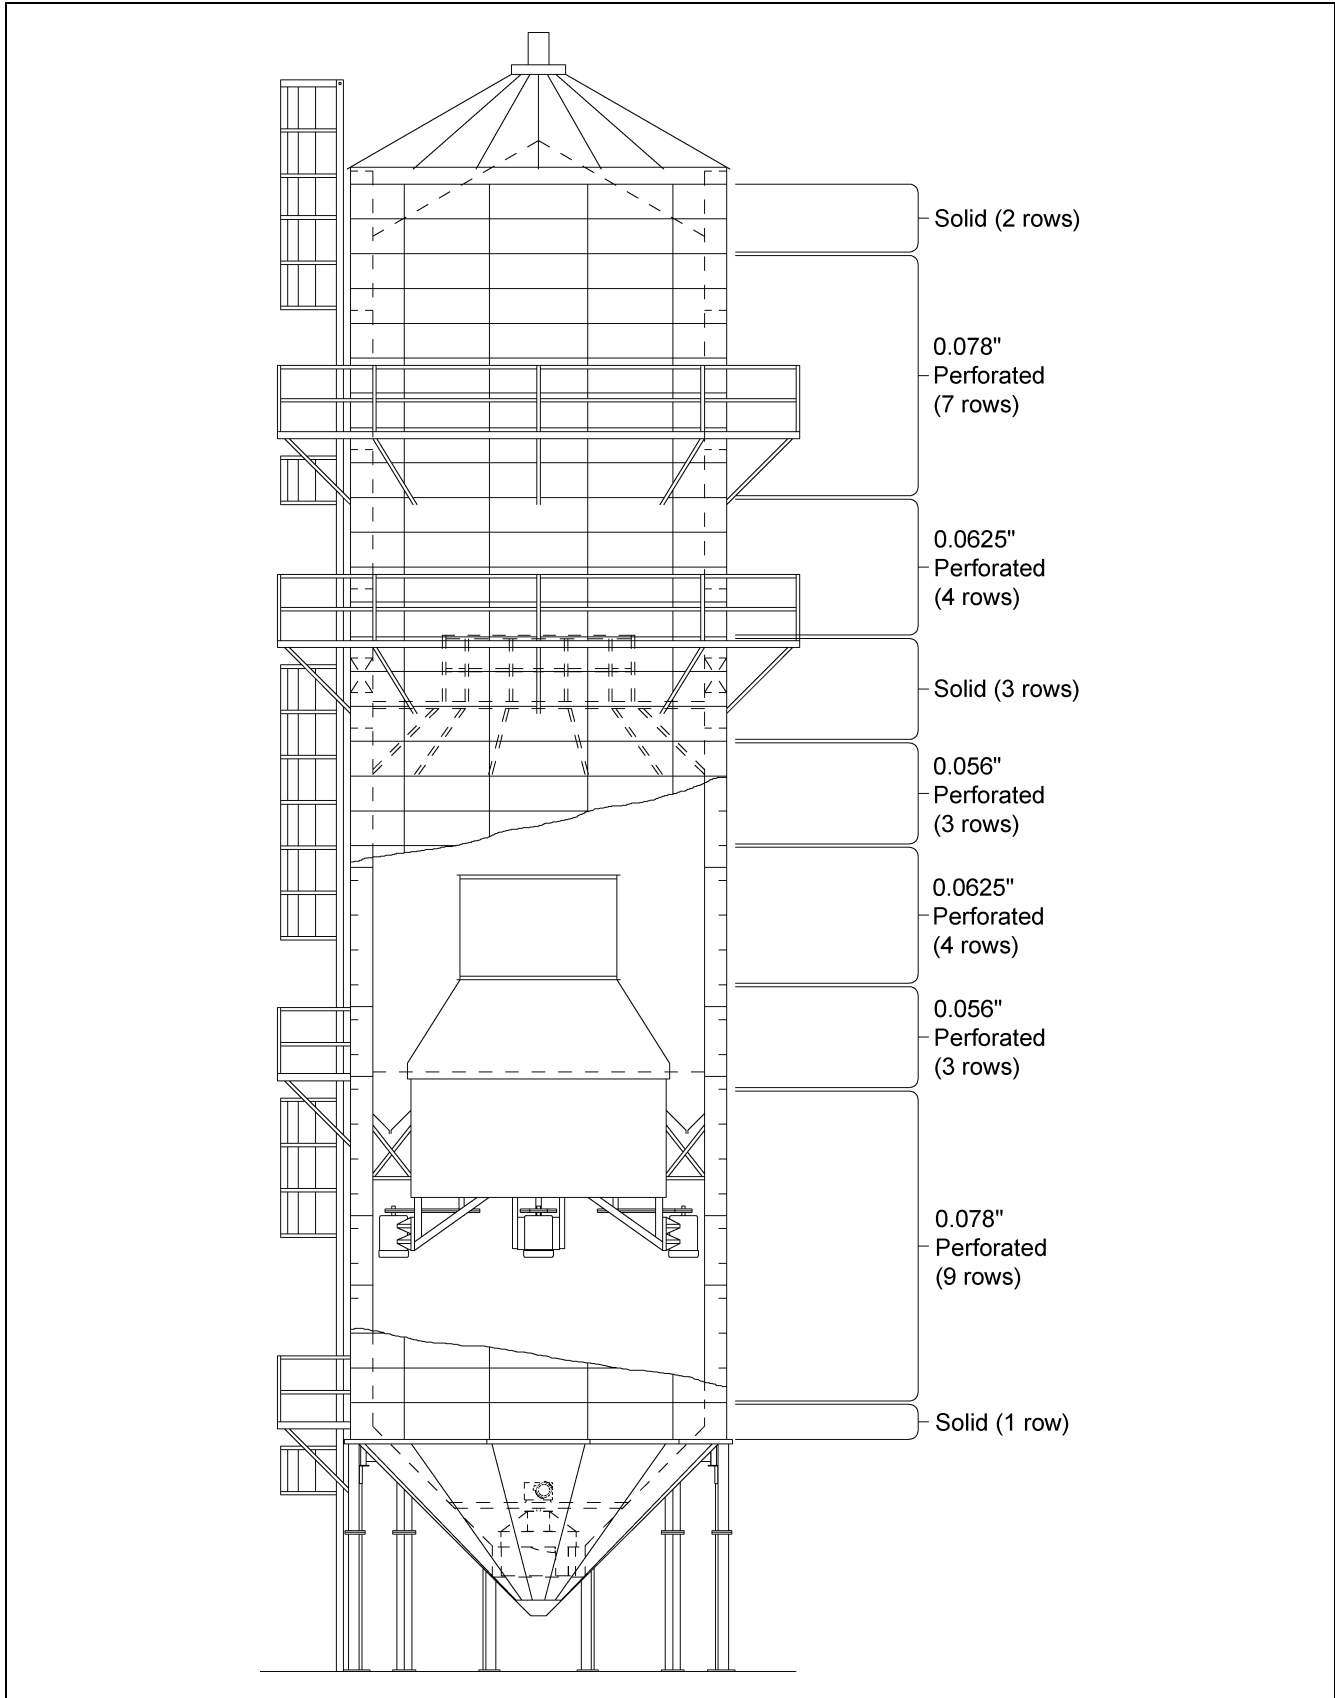 Solid (2 rows)
0.078"
Perforated
(7 rows)
0.0625"
Perforated
(4 rows)
Solid (3 rows)
0.056"
Perforated
(3 rows)
0.0625"
Perforated
(4 rows)
0.056"
Perforated
(3 rows)
0.078"
Perforated
(9 rows)
Solid (1 row)